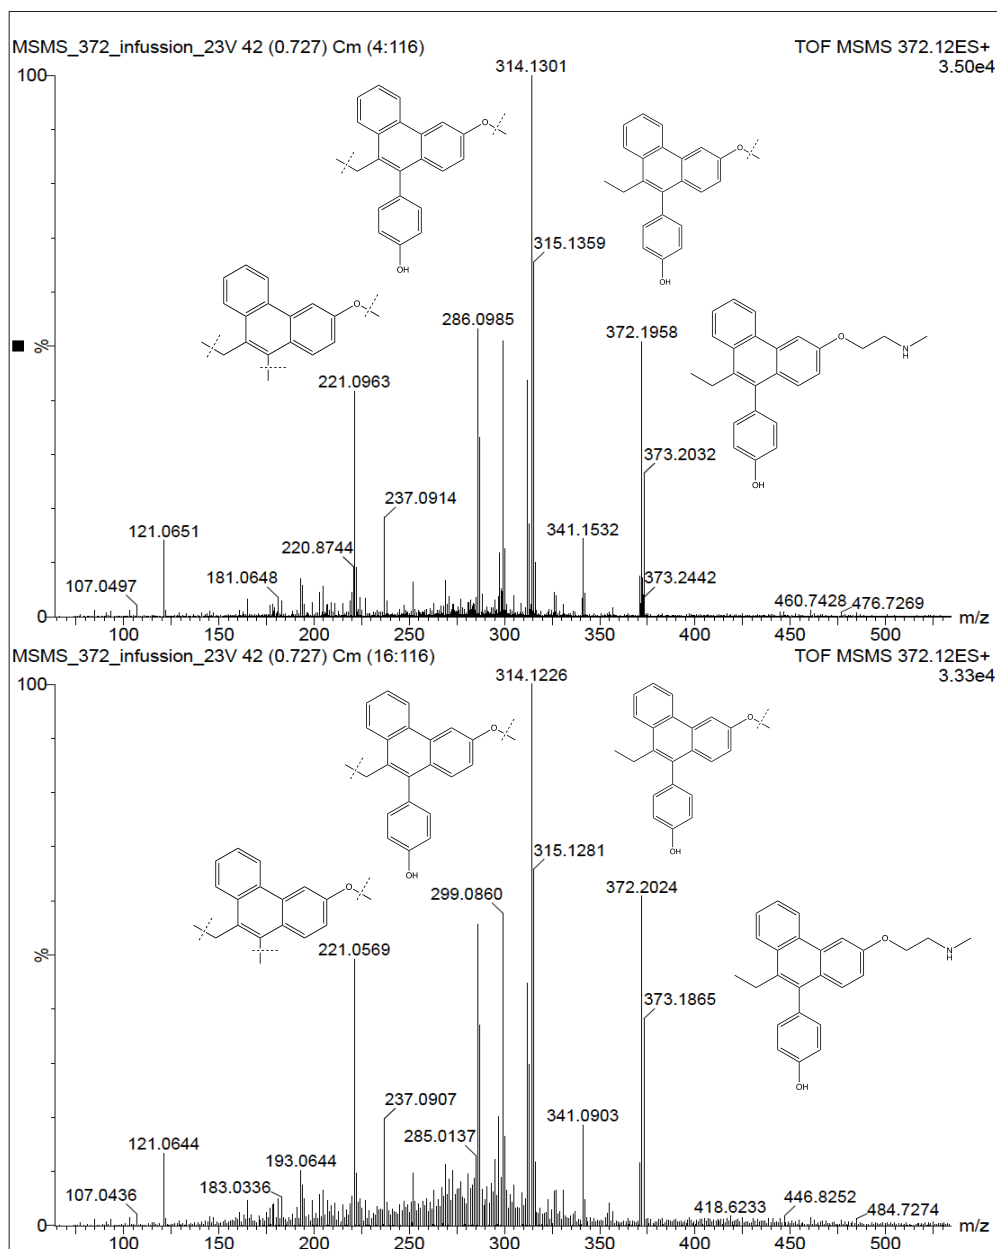 MSMS_372_infussion_23V 42 (0.727) Cm (4:116)
TOF MSMS 372.12ES+
3.50e4
100
%
0
314.1301
315.1359
286.0985
372.1958
221.0963
373.2032
237.0914
341.1532
121.0651
220.8744
107.0497
181.0648
373.2442
460.7428
476.7269
O
OH
O
OH
O
O
N
H
OH
100
150
200
250
300
350
400
450
500
m/z
MSMS_372_infussion_23V 42 (0.727) Cm (16:116)
TOF MSMS 372.12ES+
3.33e4
100
%
0
314.1226
315.1281
299.0860
372.2024
221.0569
373.1865
237.0907
341.0903
285.0137
121.0644
193.0644
107.0436
183.0336
418.6233
446.8252
484.7274
O
OH
O
OH
O
O
N
H
OH
100
150
200
250
300
350
400
450
500
m/z